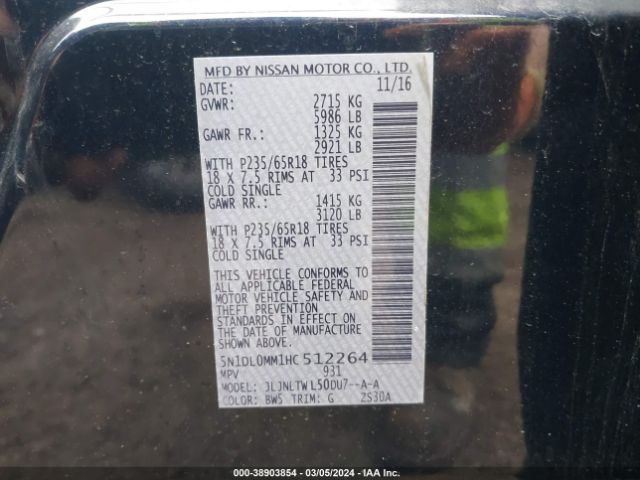 MFD BY NISSAN MOTOR CO., LTD.
DATE: 11/16
GVWR: 2715 KG
5986 LB
GAWR FR.: 1325 KG
2921 LB
WITH P235/65R18 TIRES
18 X 7.5 RIMS AT 33 PSI
COLD SINGLE
GAWR RR.: 1415 KG
3120 LB
WITH P235/65R18 TIRES
18 X 7.5 RIMS AT 33 PSI
COLD SINGLE
THIS VEHICLE CONFORMS TO
ALL APPLICABLE FEDERAL
MOTOR VEHICLE SAFETY AND
THEFT PREVENTION
STANDARDS IN EFFECT ON
THE DATE OF MANUFACTURE
SHOWN ABOVE.
5N1DL0MM1HC512264
MPV 931
MODEL: JLJNLTWL50DU7--A-A
COLOR: BW5 TRIM: G ZS30A
000-38903854 - 03/05/2024 - IAA Inc.